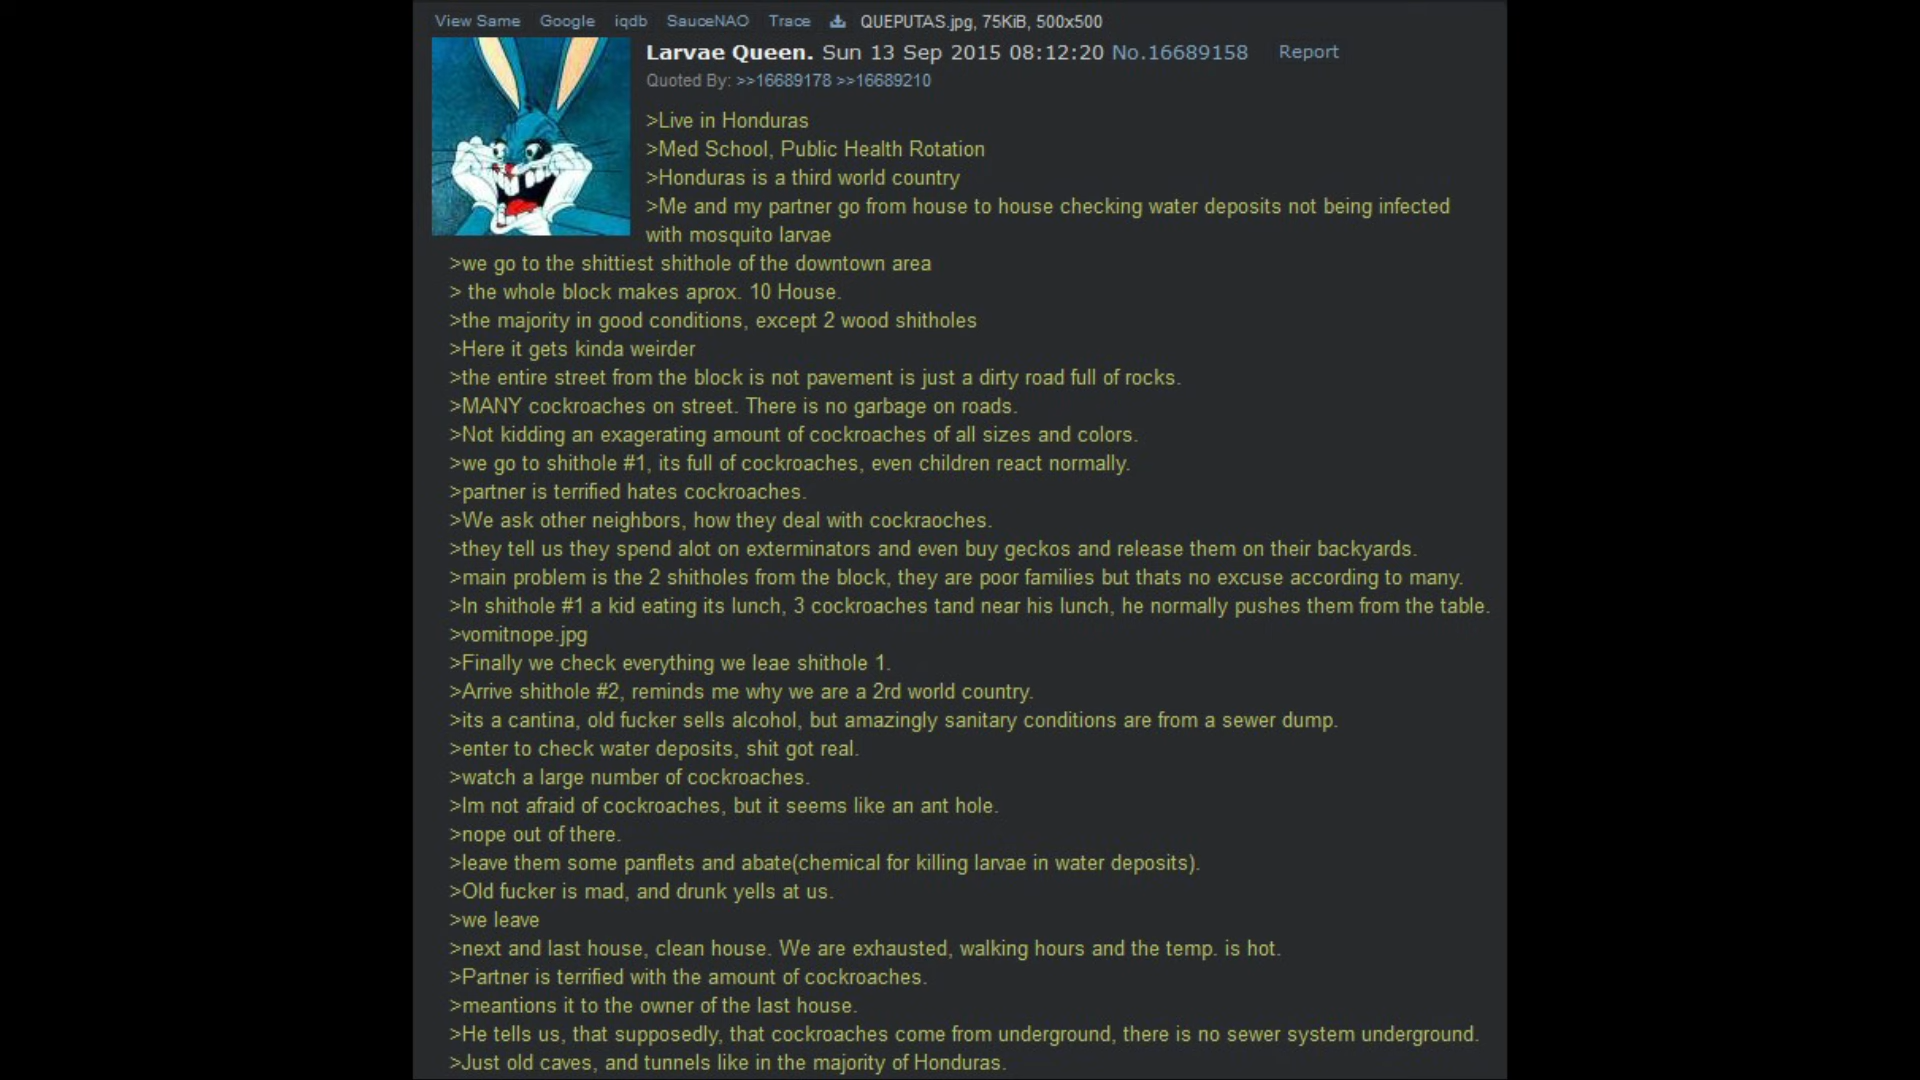 View Same Google iqdb SauceNAO Trace QUEPUTAS.jpg, 75KiB, 500x500
Larvae Queen. Sun 13 Sep 2015 08:12:20 No.16689158 Report
Quoted By: >>16689178 >>16689210
>Live in Honduras
>Med School, Public Health Rotation
>Honduras is a third world country
>Me and my partner go from house to house checking water deposits not being infected
with mosquito larvae
>we go to the shittiest shithole of the downtown area
> the whole block makes aprox. 10 House.
>the majority in good conditions, except 2 wood shitholes
>Here it gets kinda weirder
>the entire street from the block is not pavement is just a dirty road full of rocks.
>MANY cockroaches on street. There is no garbage on roads.
>Not kidding an exagerating amount of cockroaches of all sizes and colors.
>we go to shithole #1, its full of cockroaches, even children react normally.
>partner is terrified hates cockroaches.
>We ask other neighbors, how they deal with cockraoches.
>they tell us they spend alot on exterminators and even buy geckos and release them on their backyards.
>main problem is the 2 shitholes from the block, they are poor families but thats no excuse according to many.
>In shithole #1 a kid eating its lunch, 3 cockroaches tand near his lunch, he normally pushes them from the table.
>vomitnope.jpg
>Finally we check everything we leae shithole 1.
>Arrive shithole #2, reminds me why we are a 2rd world country.
>its a cantina, old fucker sells alcohol, but amazingly sanitary conditions are from a sewer dump.
>enter to check water deposits, shit got real.
>watch a large number of cockroaches.
>Im not afraid of cockroaches, but it seems like an ant hole.
>nope out of there.
>leave them some panflets and abate(chemical for killing larvae in water deposits).
>Old fucker is mad, and drunk yells at us.
>we leave
>next and last house, clean house. We are exhausted, walking hours and the temp. is hot.
>Partner is terrified with the amount of cockroaches.
>meantions it to the owner of the last house.
>He tells us, that supposedly, that cockroaches come from underground, there is no sewer system underground.
>Just old caves, and tunnels like in the majority of Honduras.